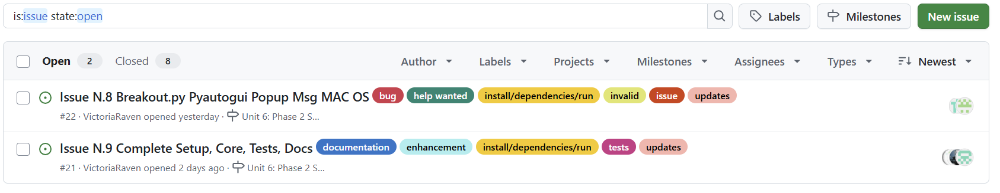 is:issue state:open
Labels
Milestones
New issue
Open 2 Closed 8 Author Labels Projects Milestones Assignees Types Newest
Issue N.8 Breakout.py Pyautogui Popup Msg MAC OS bug help wanted install/dependencies/run invalid issue updates
#22 · VictoriaRaven opened yesterday · Unit 6: Phase 2 S...
Issue N.9 Complete Setup, Core, Tests, Docs documentation enhancement install/dependencies/run tests updates
#21 · VictoriaRaven opened 2 days ago · Unit 6: Phase 2 S...